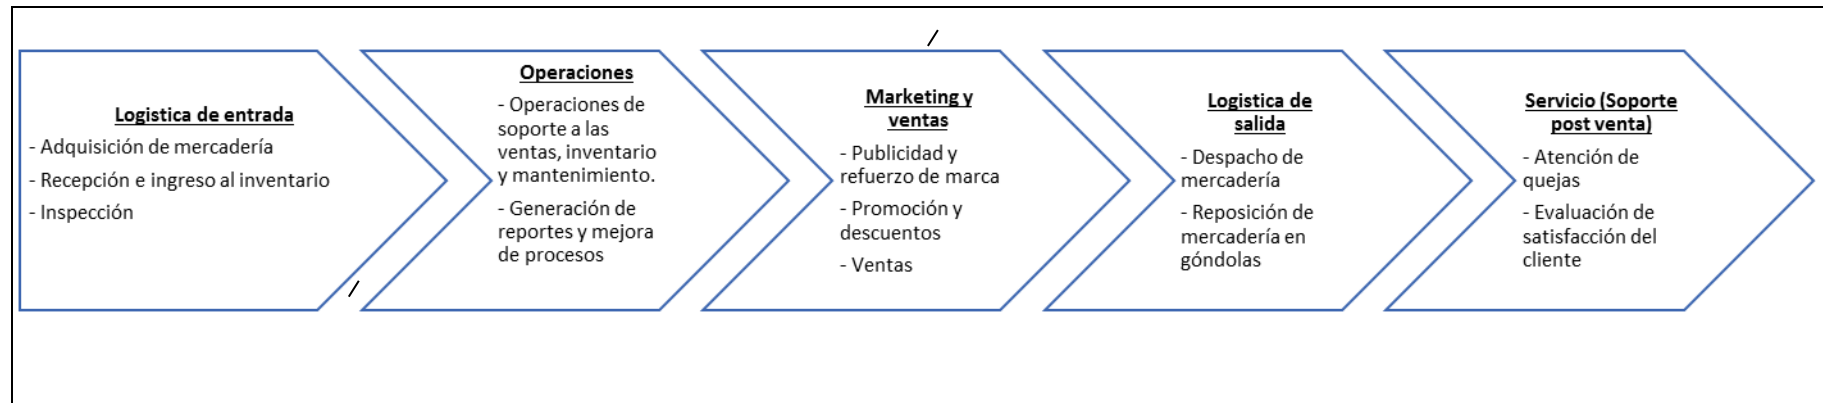 Logistica de entrada
- Adquisición de mercadería
- Recepción e ingreso al inventario
- Inspección
Operaciones
- Operaciones de
soporte a las
ventas, inventario
y mantenimiento.
- Generación de
reportes y mejora
de procesos
Marketing y
ventas
- Publicidad y
refuerzo de marca
- Promoción y
descuentos
- Ventas
Logistica de
salida
- Despacho de
mercadería
- Reposición de
mercadería en
góndolas
Servicio (Soporte
post venta)
- Atención de
quejas
- Evaluación de
satisfacción del
cliente